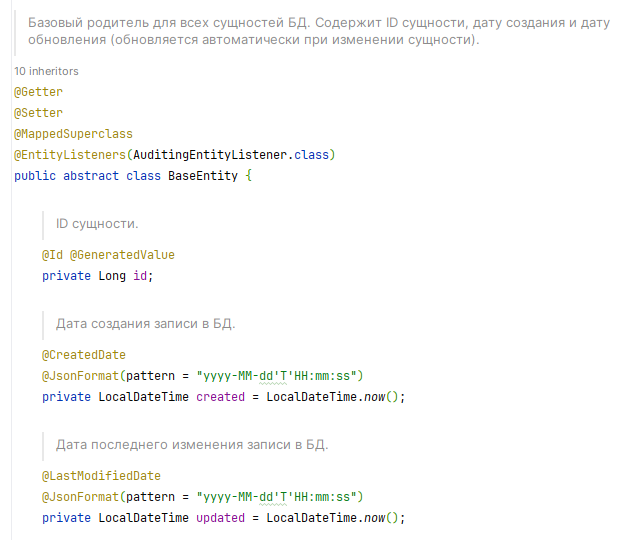 Базовый родитель для всех сущностей БД. Содержит ID сущности, дату создания и дату
обновления (обновляется автоматически при изменении сущности).
10 inheritors
@Getter
@Setter
@MappedSuperclass
@EntityListeners(AuditingEntityListener.class)
public abstract class BaseEntity {
ID сущности.
@Id @GeneratedValue
private Long id;
Дата создания записи в БД.
@CreatedDate
@JsonFormat(pattern = "yyyy-MM-dd'T'HH:mm:ss")
private LocalDateTime created = LocalDateTime.now();
Дата последнего изменения записи в БД.
@LastModifiedDate
@JsonFormat(pattern = "yyyy-MM-dd'T'HH:mm:ss")
private LocalDateTime updated = LocalDateTime.now();